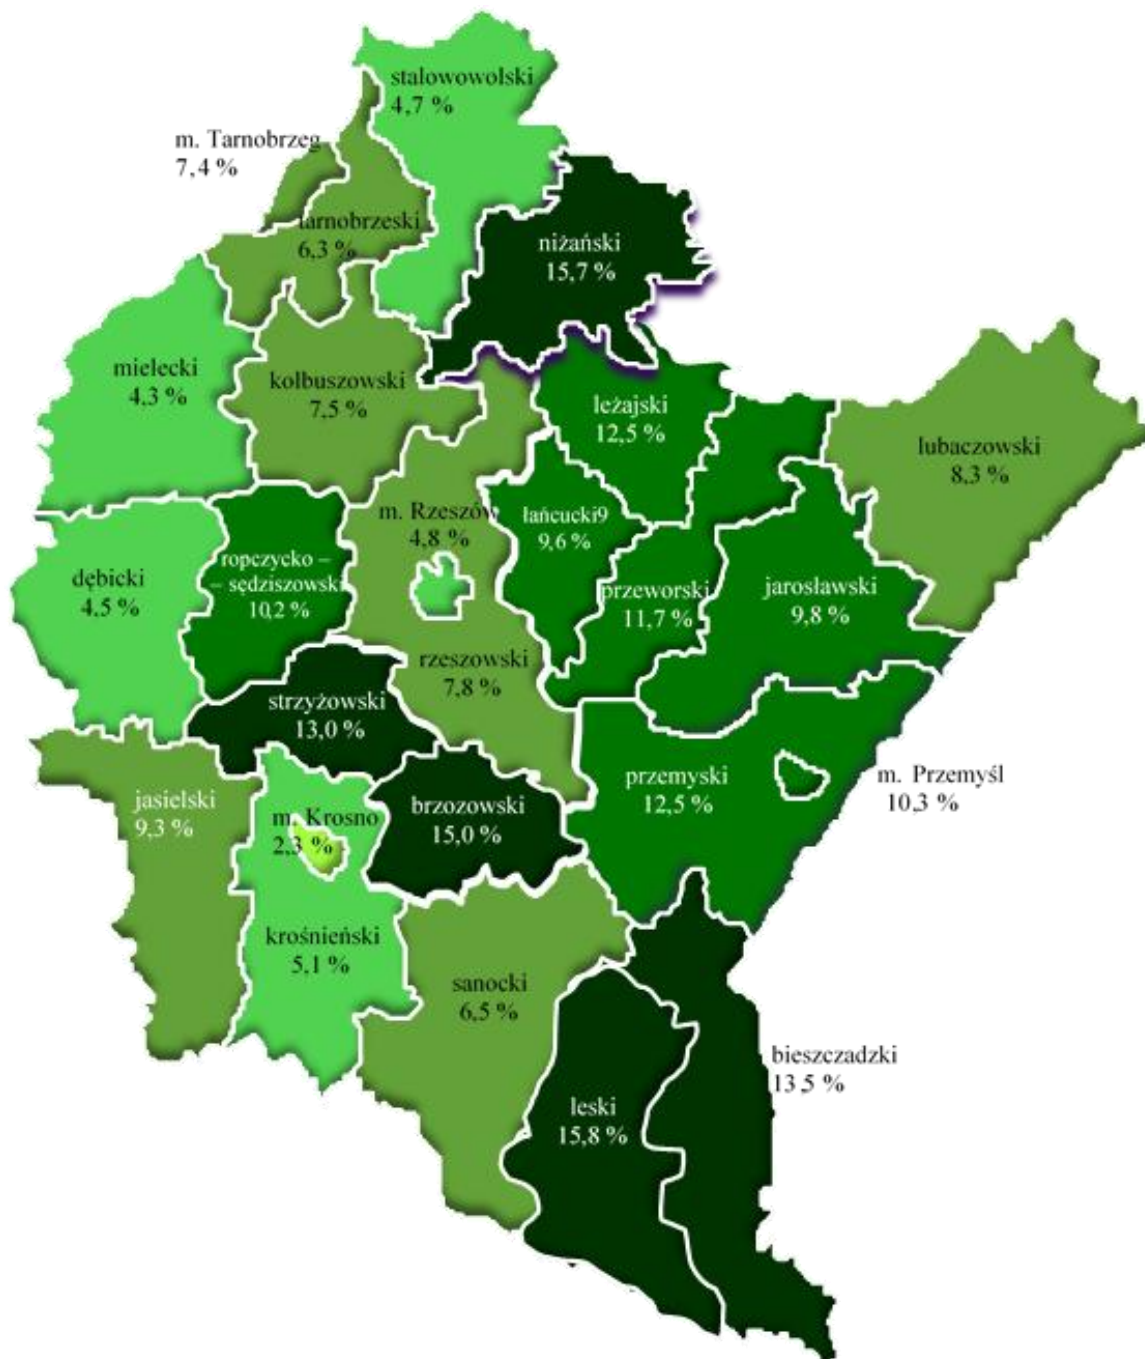 stalowowolski
4,7 %
m. Tarnobrzeg
7,4 %
tarnobrzeski
6,3 %
niżański
15,7 %
mielecki
4,3 %
kolbuszowski
7,5 %
leżajski
12,5 %
lubaczowski
8,3 %
m. Rzeszów
4,8 %
łańcucki9
9,6 %
ropczycko –
– sędziszowski
10,2 %
dębicki
4.5 %
przeworski
11,7 %
jarosławski
9,8 %
rzeszowski
7,8 %
strzyżowski
13,0 %
przemyski
12,5 %
m. Przemyśl
10,3 %
jasielski
9,3 %
m. Krosno
2,3 %
brzozowski
15,0 %
krośnieński
5,1 %
sanocki
6,5 %
bieszczadzki
13 5 %
leski
15,8 %